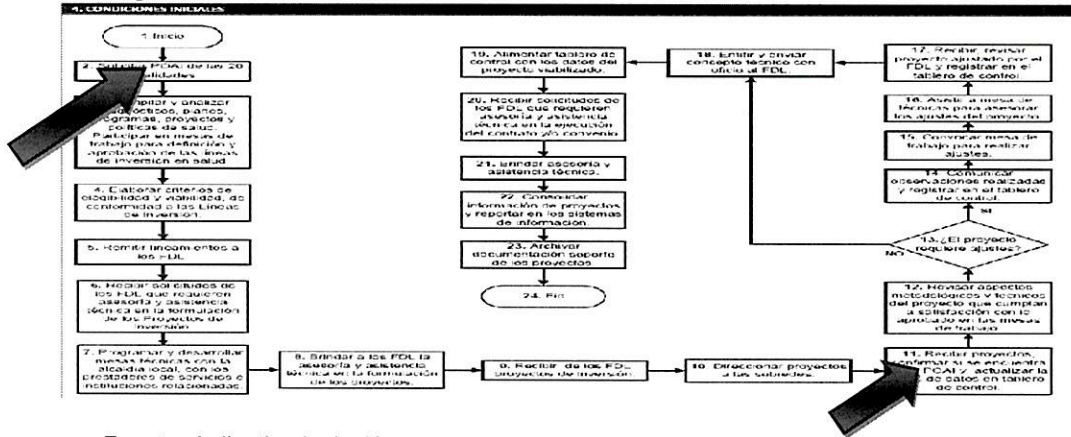 4. CONDICIONES INICIALES
1. Inicio
2. Solicitar POAI de las 20
alidades
pilar y analizar
planes,
ogramas, proyectos y
políticas de salud.
Participar en mesas de
trabajo para definición y
aprobación de las líneas
de inversión en salud
4. Elaborar criterios de
elegibilidad y viabilidad, de
conformidad a las Líneas
de Inversión.
5. Remitir lineamientos a
los FDL
6. Recibir solicitudes de
los FDL que requieren
asesoría y asistencia
técnica en la formulación
de los Proyectos de
Inversión
7. Programar y desarrollar
mesas técnicas con la
alcaldía local, con los
prestadores de servicios e
instituciones relacionadas.
8. Brindar a los FDL la
asesoría y asistencia
técnica en la formulación
de los proyectos.
9. Recibir de los FDL
proyectos de inversión.
10. Direccionar proyectos
a las subredes.
11. Recibir proyectos,
confirmar si se encuentra
POAI y actualizar la
de datos en tablero
de control.
12. Revisar aspectos
metodológicos y técnicos
del proyecto que cumplan
a satisfacción con lo
aprobado en las mesas
de trabajo
13. ¿El proyecto
requiere ajustes?
NO
SI
14. Comunicar
observaciones realizadas
y registrar en el tablero
de control.
15. Convocar mesa de
trabajo para realizar
ajustes.
16. Asistir a mesa de
técnicas para asesorar
los ajustes del proyecto.
17. Recibir, revisar
proyecto ajustado por el
FDL y registrar en el
tablero de control.
18. Emitir y enviar
concepto técnico con
oficio al FDL.
19. Alimentar tablero de
control con los datos del
proyecto viabilizado.
20. Recibir solicitudes de
los FDL que requieren
asesoría y asistencia
técnica en la ejecución
del contrato y/o convenio
21. Brindar asesoría y
asistencia técnica.
22. Consolidar
información de proyectos
y reportar en los sistemas
de información.
23. Archivar
documentación soporte
de los proyectos.
24. Fin